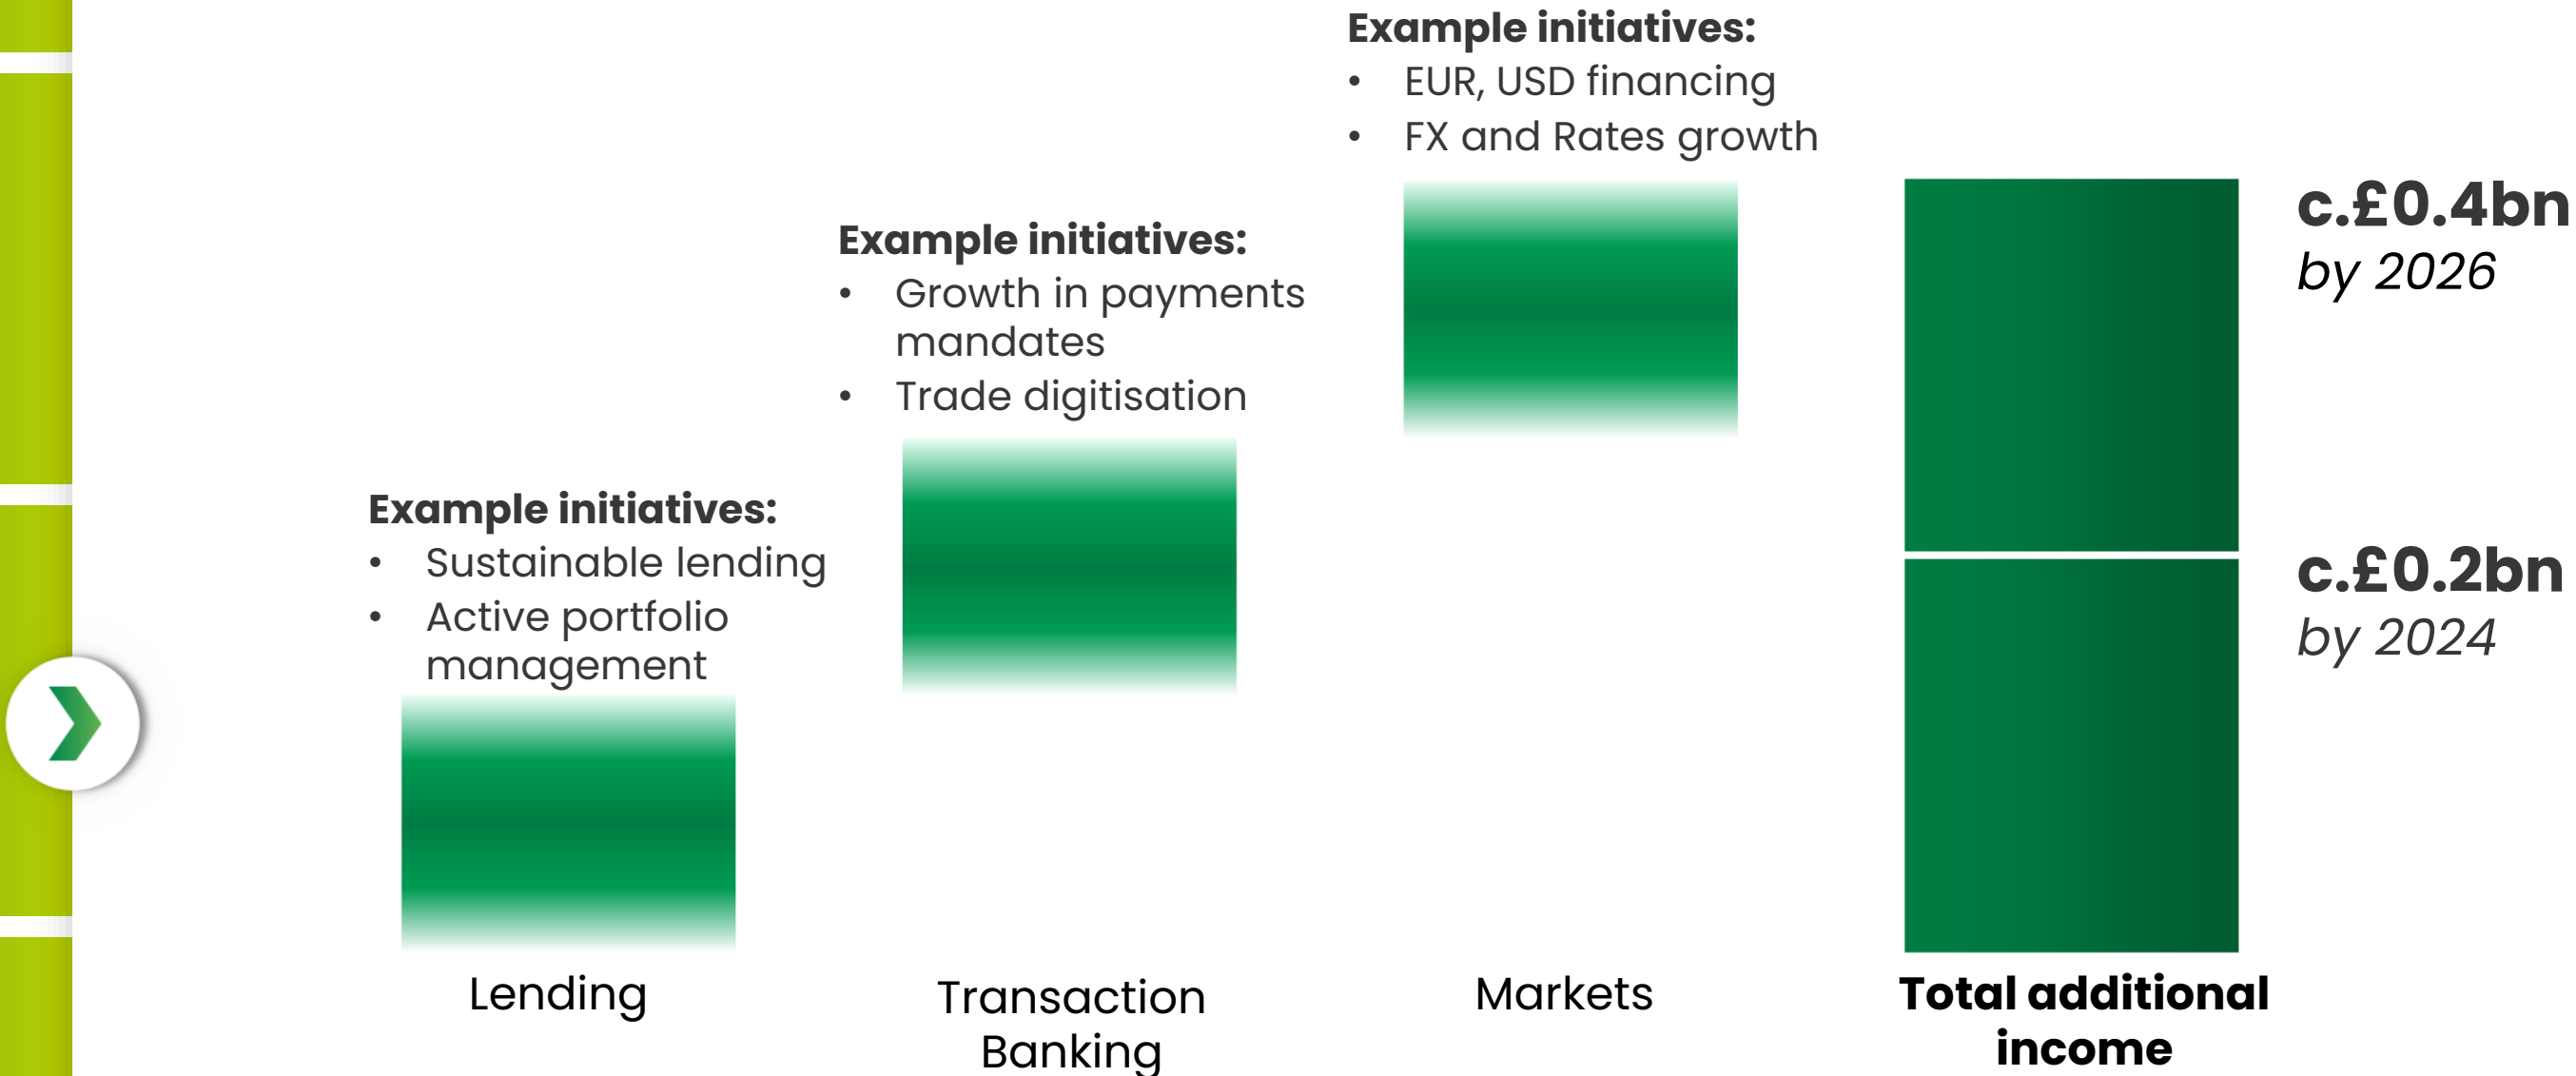 Example initiatives:
• EUR, USD financing
• FX and Rates growth
Example initiatives:
• Growth in payments
mandates
• Trade digitisation
Example initiatives:
• Sustainable lending
• Active portfolio
management
c.£0.4bn
by 2026
c.£0.2bn
by 2024
Lending
Transaction
Banking
Markets
Total additional
income